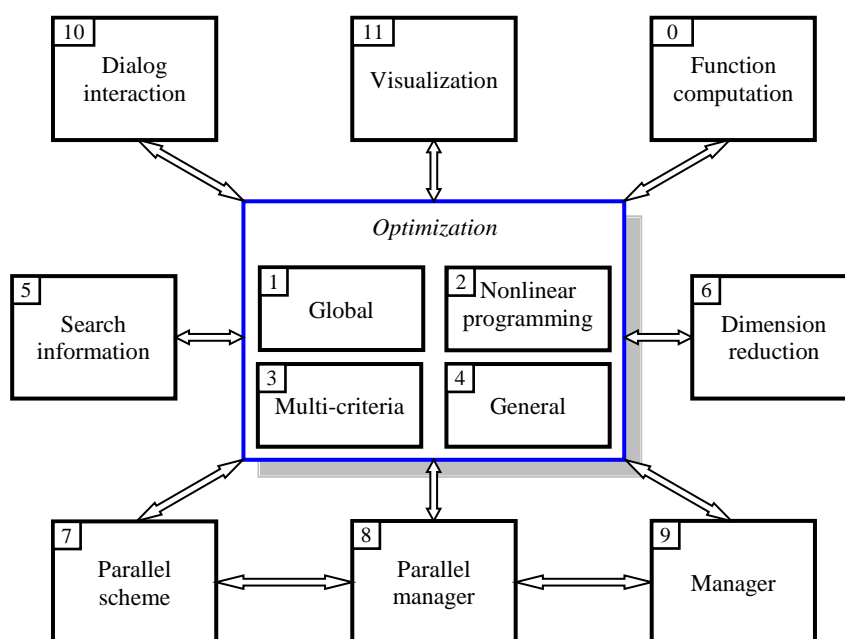 10
Dialog
interaction
11
Visualization
0
Function
computation
Optimization
1
Global
2
Nonlinear
programming
3
Multi-criteria
4
General
5
Search
information
6
Dimension
reduction
7
Parallel
scheme
8
Parallel
manager
9
Manager